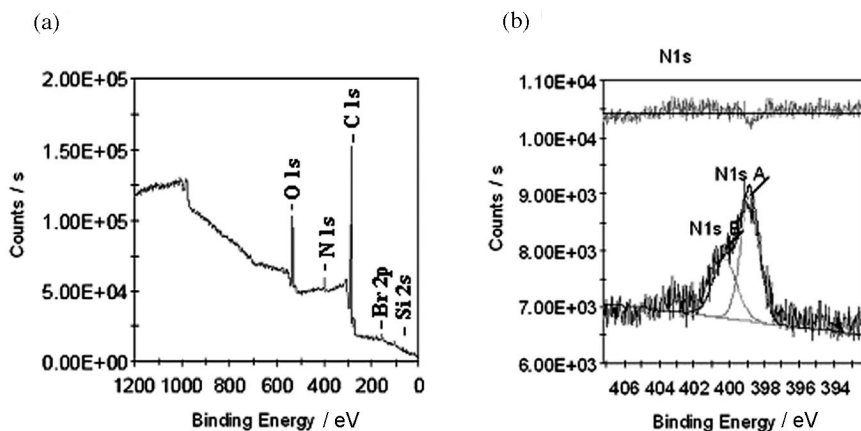 (a)
2.00E+05
1.50E+05
1.00E+05
5.00E+04
0.00E+00
Counts / s
- O 1s
- N 1s
- C 1s
- Br 2p
- Si 2s
1200 1000 800 600 400 200 0
Binding Energy / eV
(b)
N1s
1.10E+04
1.00E+04
9.00E+03
8.00E+03
7.00E+03
6.00E+03
Counts / s
N1s A
N1s B
406 404 402 400 398 396 394
Binding Energy / eV